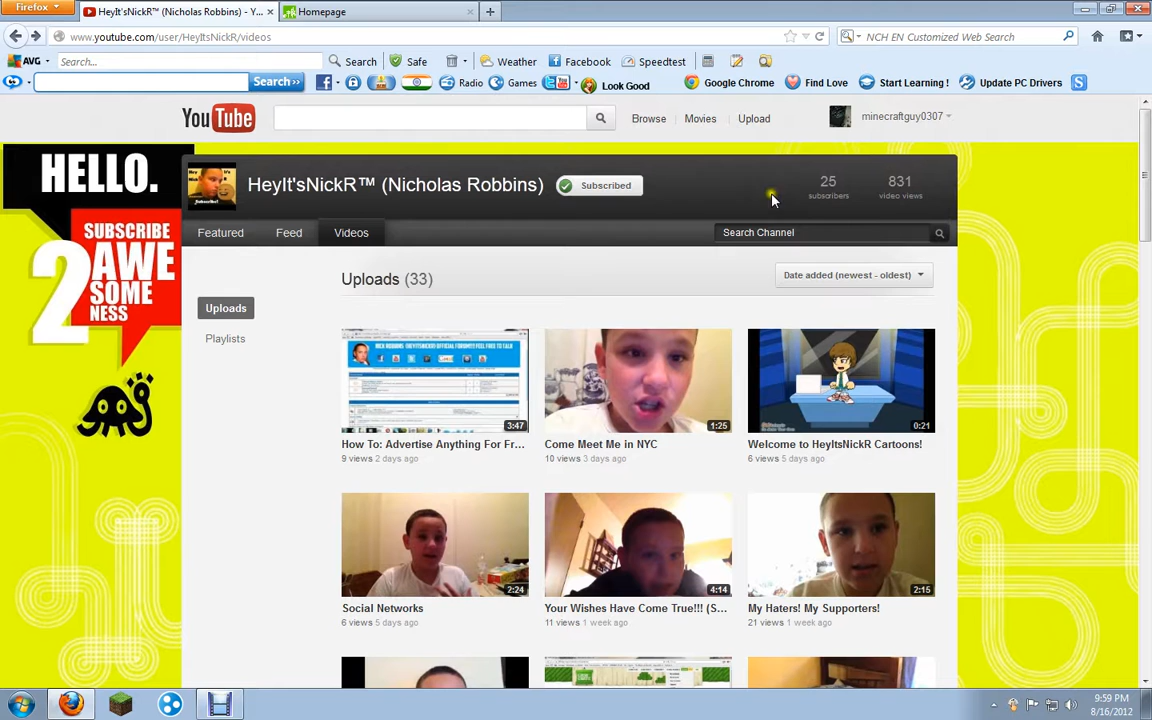 Firefox
HeyIt'sNickR™ (Nicholas Robbins) - Y...
Homepage
www.youtube.com/user/HeyItsNickR/videos
NCH EN Customized Web Search
AVG
Search...
Search
Safe
Weather
Facebook
Speedtest
Search>>
Radio
Games
Look Good
Google Chrome
Find Love
Start Learning !
Update PC Drivers
YouTube
Browse
Movies
Upload
minecraftguy0307
HELLO.
SUBSCRIBE
2 AWE
SOME
NESS
HeyIt'sNickR™ (Nicholas Robbins)
Subscribed
25
subscribers
831
video views
Featured
Feed
Videos
Search Channel
Uploads (33)
Date added (newest - oldest)
Uploads
Playlists
3:47
1:25
0:21
How To: Advertise Anything For Fr...
9 views 2 days ago
Come Meet Me in NYC
10 views 3 days ago
Welcome to HeyItsNickR Cartoons!
6 views 5 days ago
2:24
4:14
2:15
Social Networks
6 views 5 days ago
Your Wishes Have Come True!!! (S...
11 views 1 week ago
My Haters! My Supporters!
21 views 1 week ago
9:59 PM
8/16/2012